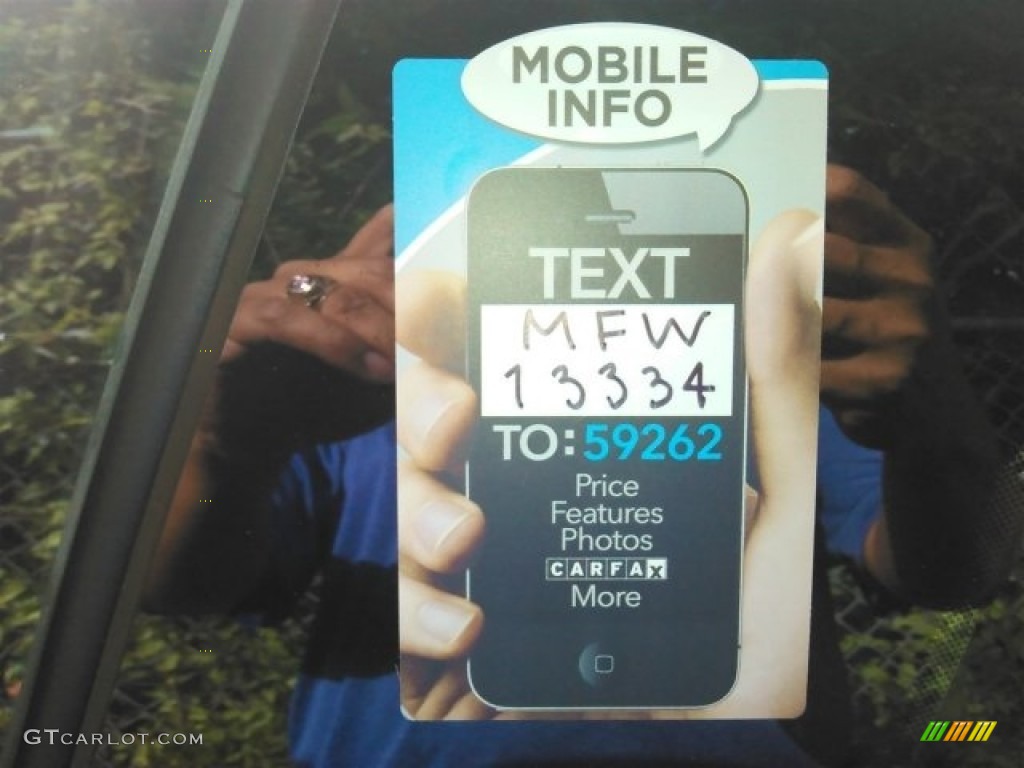 MOBILE
INFO
TEXT
MFW
13334
TO: 59262
Price
Features
Photos
CARFAX
More
GTCARLOT.COM